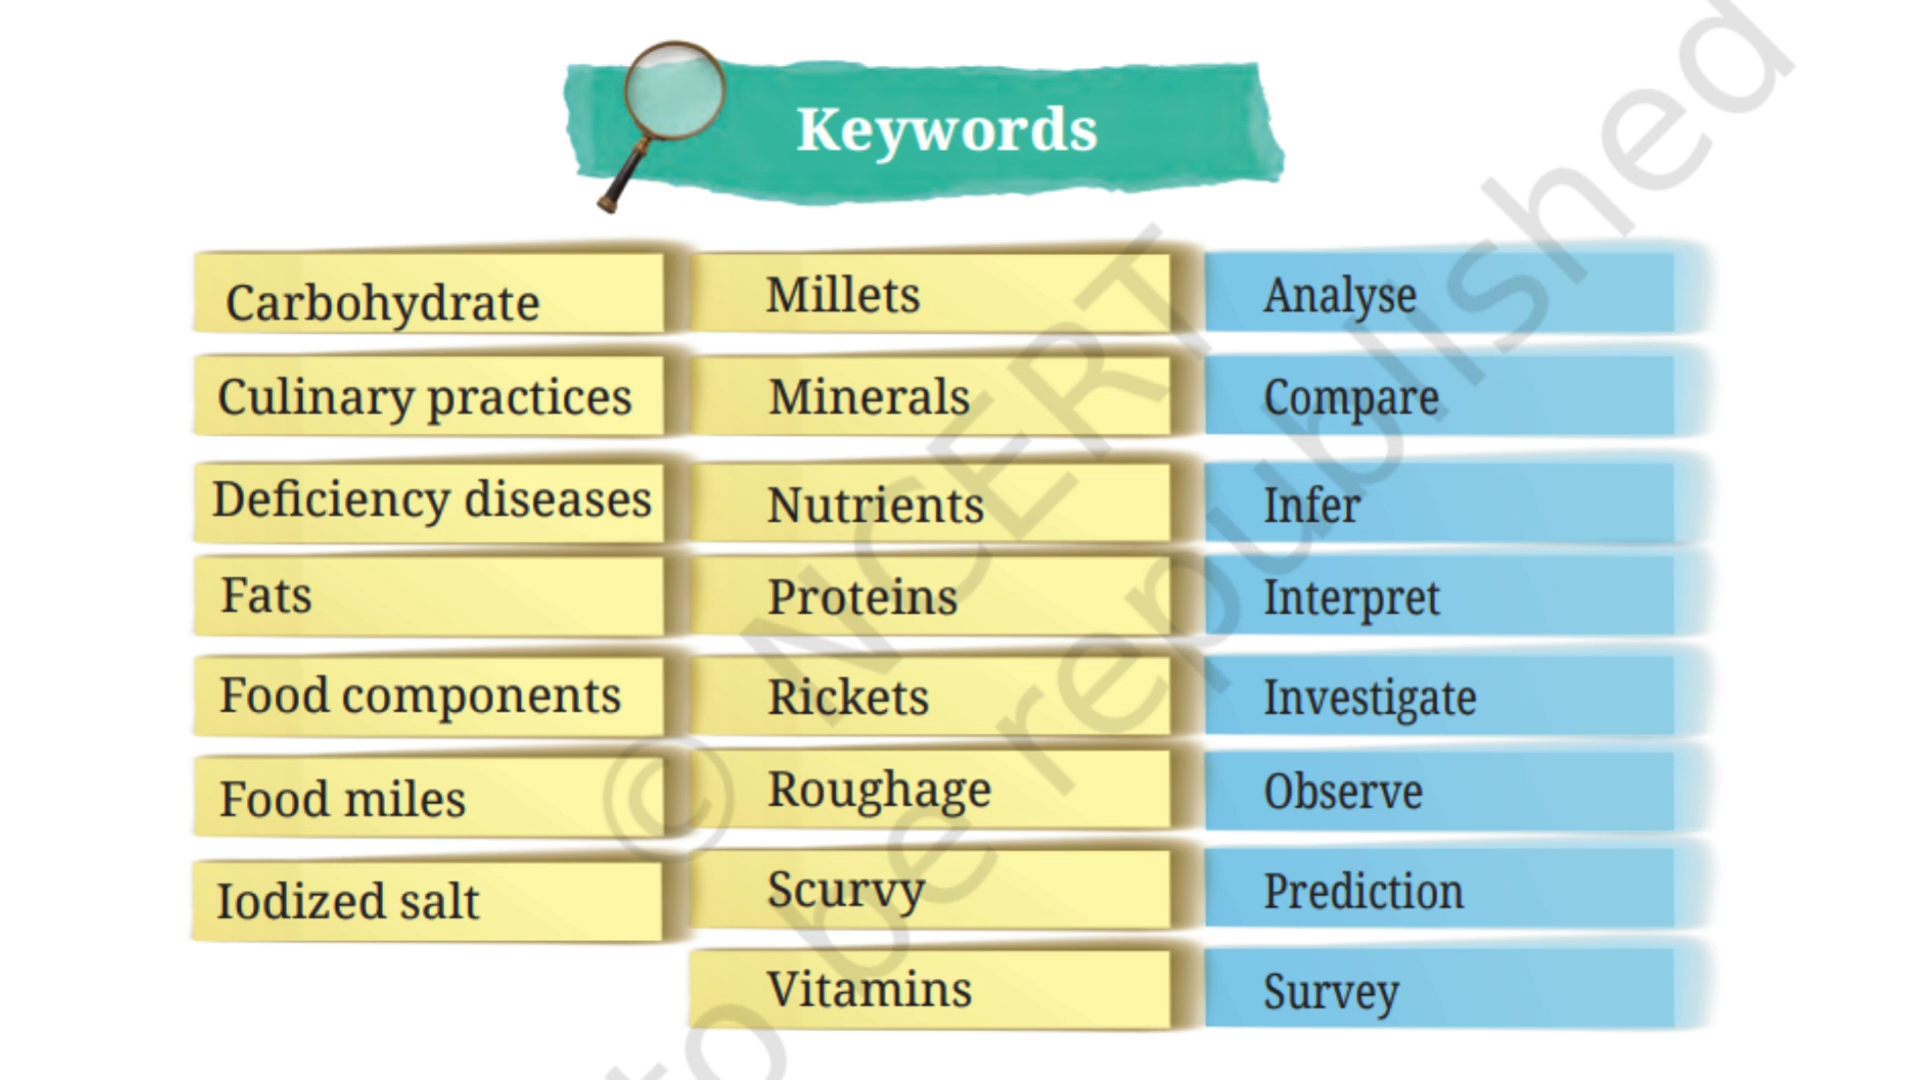 Keywords
Carbohydrate
Culinary practices
Deficiency diseases
Fats
Food components
Food miles
Iodized salt
Millets
Minerals
Nutrients
Proteins
Rickets
Roughage
Scurvy
Vitamins
Analyse
Compare
Infer
Interpret
Investigate
Observe
Prediction
Survey
© NCERT
to be republished